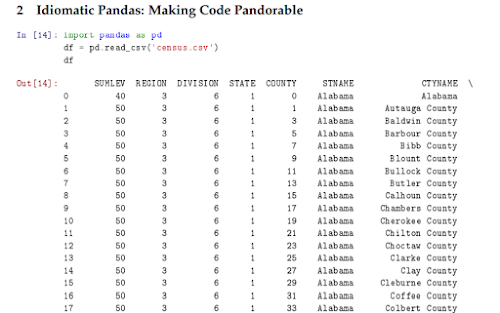 2 Idiomatic Pandas: Making Code Pandorable
In [14]: import pandas as pd
df = pd.read_csv('census.csv')
df
Out[14]: SUMLEV REGION DIVISION STATE COUNTY STNAME CTYNAME \
0 40 3 6 1 0 Alabama Alabama
1 50 3 6 1 1 Alabama Autauga County
2 50 3 6 1 3 Alabama Baldwin County
3 50 3 6 1 5 Alabama Barbour County
4 50 3 6 1 7 Alabama Bibb County
5 50 3 6 1 9 Alabama Blount County
6 50 3 6 1 11 Alabama Bullock County
7 50 3 6 1 13 Alabama Butler County
8 50 3 6 1 15 Alabama Calhoun County
9 50 3 6 1 17 Alabama Chambers County
10 50 3 6 1 19 Alabama Cherokee County
11 50 3 6 1 21 Alabama Chilton County
12 50 3 6 1 23 Alabama Choctaw County
13 50 3 6 1 25 Alabama Clarke County
14 50 3 6 1 27 Alabama Clay County
15 50 3 6 1 29 Alabama Cleburne County
16 50 3 6 1 31 Alabama Coffee County
17 50 3 6 1 33 Alabama Colbert County